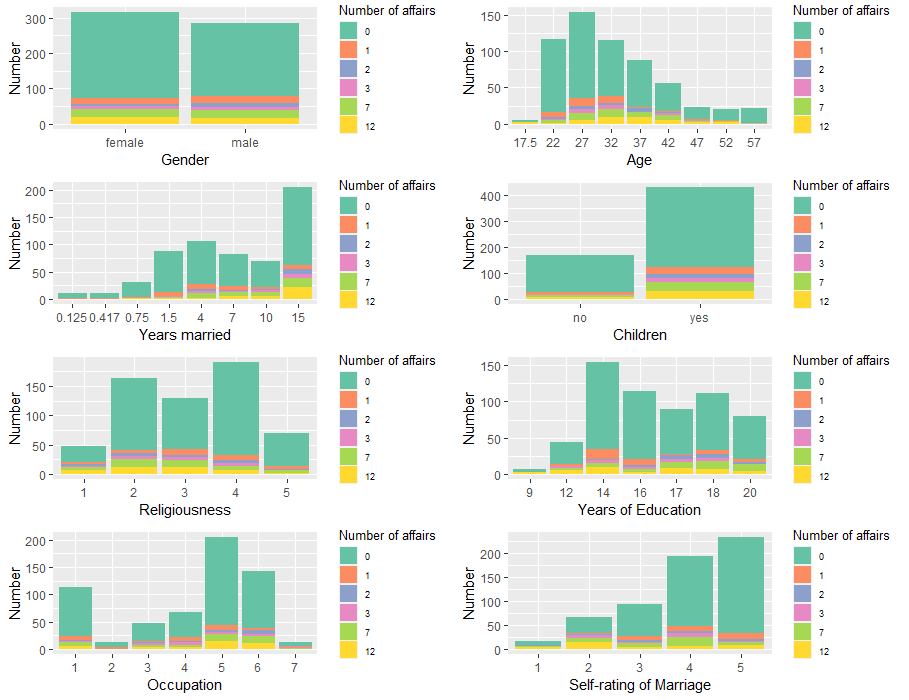 Number of affairs
Number
300
200
100
0
0
1
2
3
7
12
female male
Gender
Number of affairs
Number
150
100
50
0
0
1
2
3
7
12
17.5 22 27 32 37 42 47 52 57
Age
Number of affairs
Number
200
150
100
50
0
0
1
2
3
7
12
0.125 0.417 0.75 1.5 4 7 10 15
Years married
Number of affairs
Number
400
300
200
100
0
0
1
2
3
7
12
no yes
Children
Number of affairs
Number
150
100
50
0
0
1
2
3
7
12
1 2 3 4 5
Religiousness
Number of affairs
Number
150
100
50
0
0
1
2
3
7
12
9 12 14 16 17 18 20
Years of Education
Number of affairs
Number
200
150
100
50
0
0
1
2
3
7
12
1 2 3 4 5 6 7
Occupation
Number of affairs
Number
200
150
100
50
0
0
1
2
3
7
12
1 2 3 4 5
Self-rating of Marriage